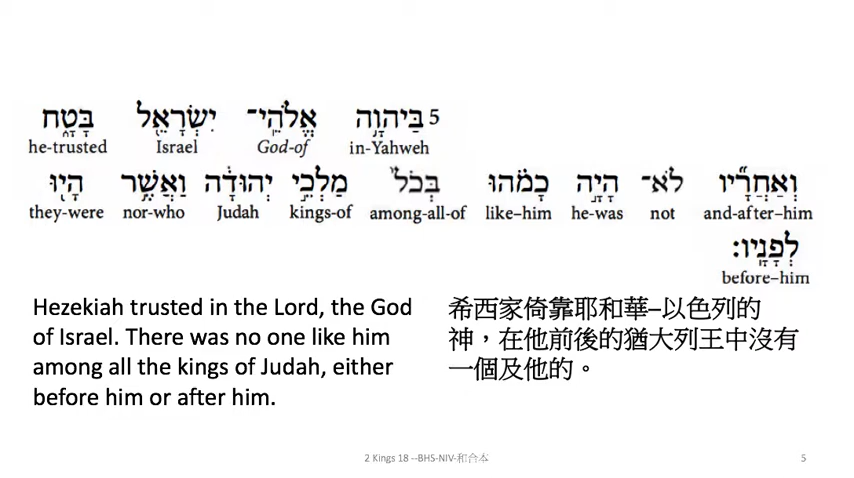 5 בַּיהוָ֥ה אֱלֹהֵֽי־ יִשְׂרָאֵ֖ל בָּטָ֑ח
he-trusted Israel God-of in-Yahweh
וְאַחֲרָ֞יו לֹא־ הָיָ֣ה כָמֹ֗הוּ בְּכֹל֙ מַלְכֵ֣י יְהוּדָ֔ה וַאֲשֶׁ֥ר הָי֖וּ
they-were nor-who Judah kings-of among-all-of like–him he-was not and-after–him
לְפָנָֽיו׃
before–him
Hezekiah trusted in the Lord, the God
of Israel. There was no one like him
among all the kings of Judah, either
before him or after him.
希西家倚靠耶和華─以色列的
神，在他前後的猶大列王中沒有
一個及他的。
2 Kings 18 --BHS-NIV-和合本
5